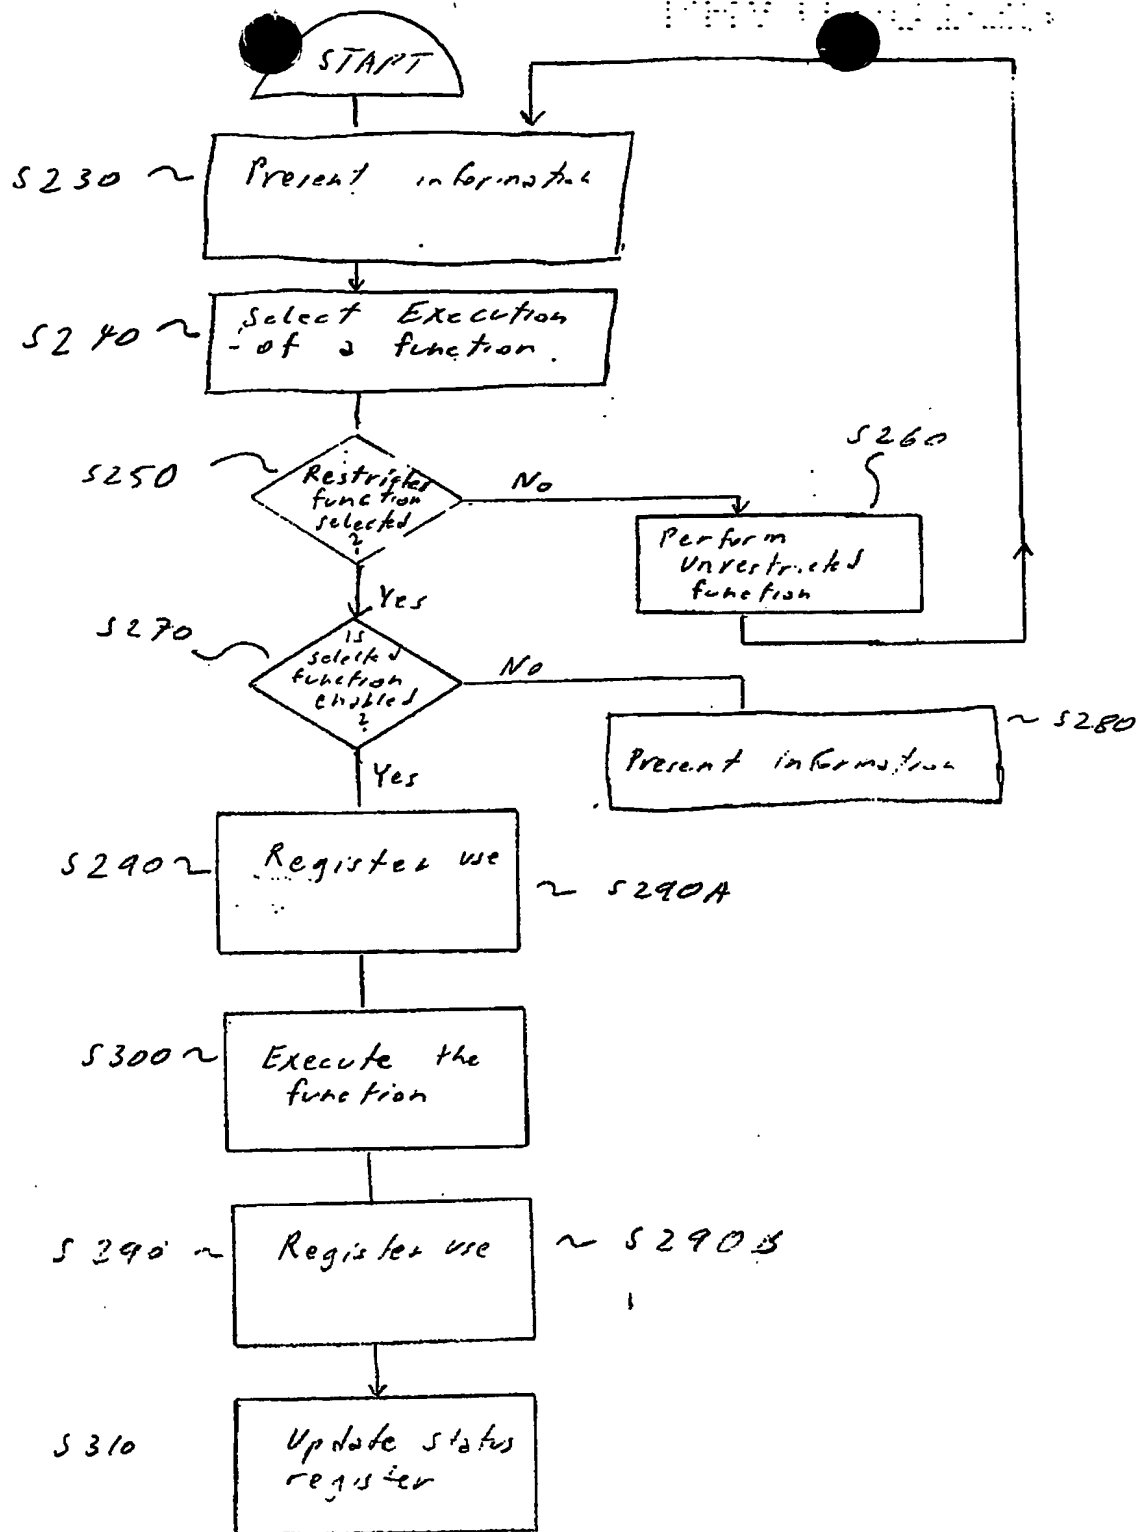 START
S230 ~ Present information
S240 ~ Select Execution
of a function.
S250
Restricted
function
selected
?
No
S260
Perform
unrestricted
function
Yes
S270
is
selected
function
enabled
?
No
~ S280
Present information
Yes
S290 ~ Register use
~ S290A
S300 ~ Execute the
function
S290 ~ Register use ~ S290B
S310 Update status
register